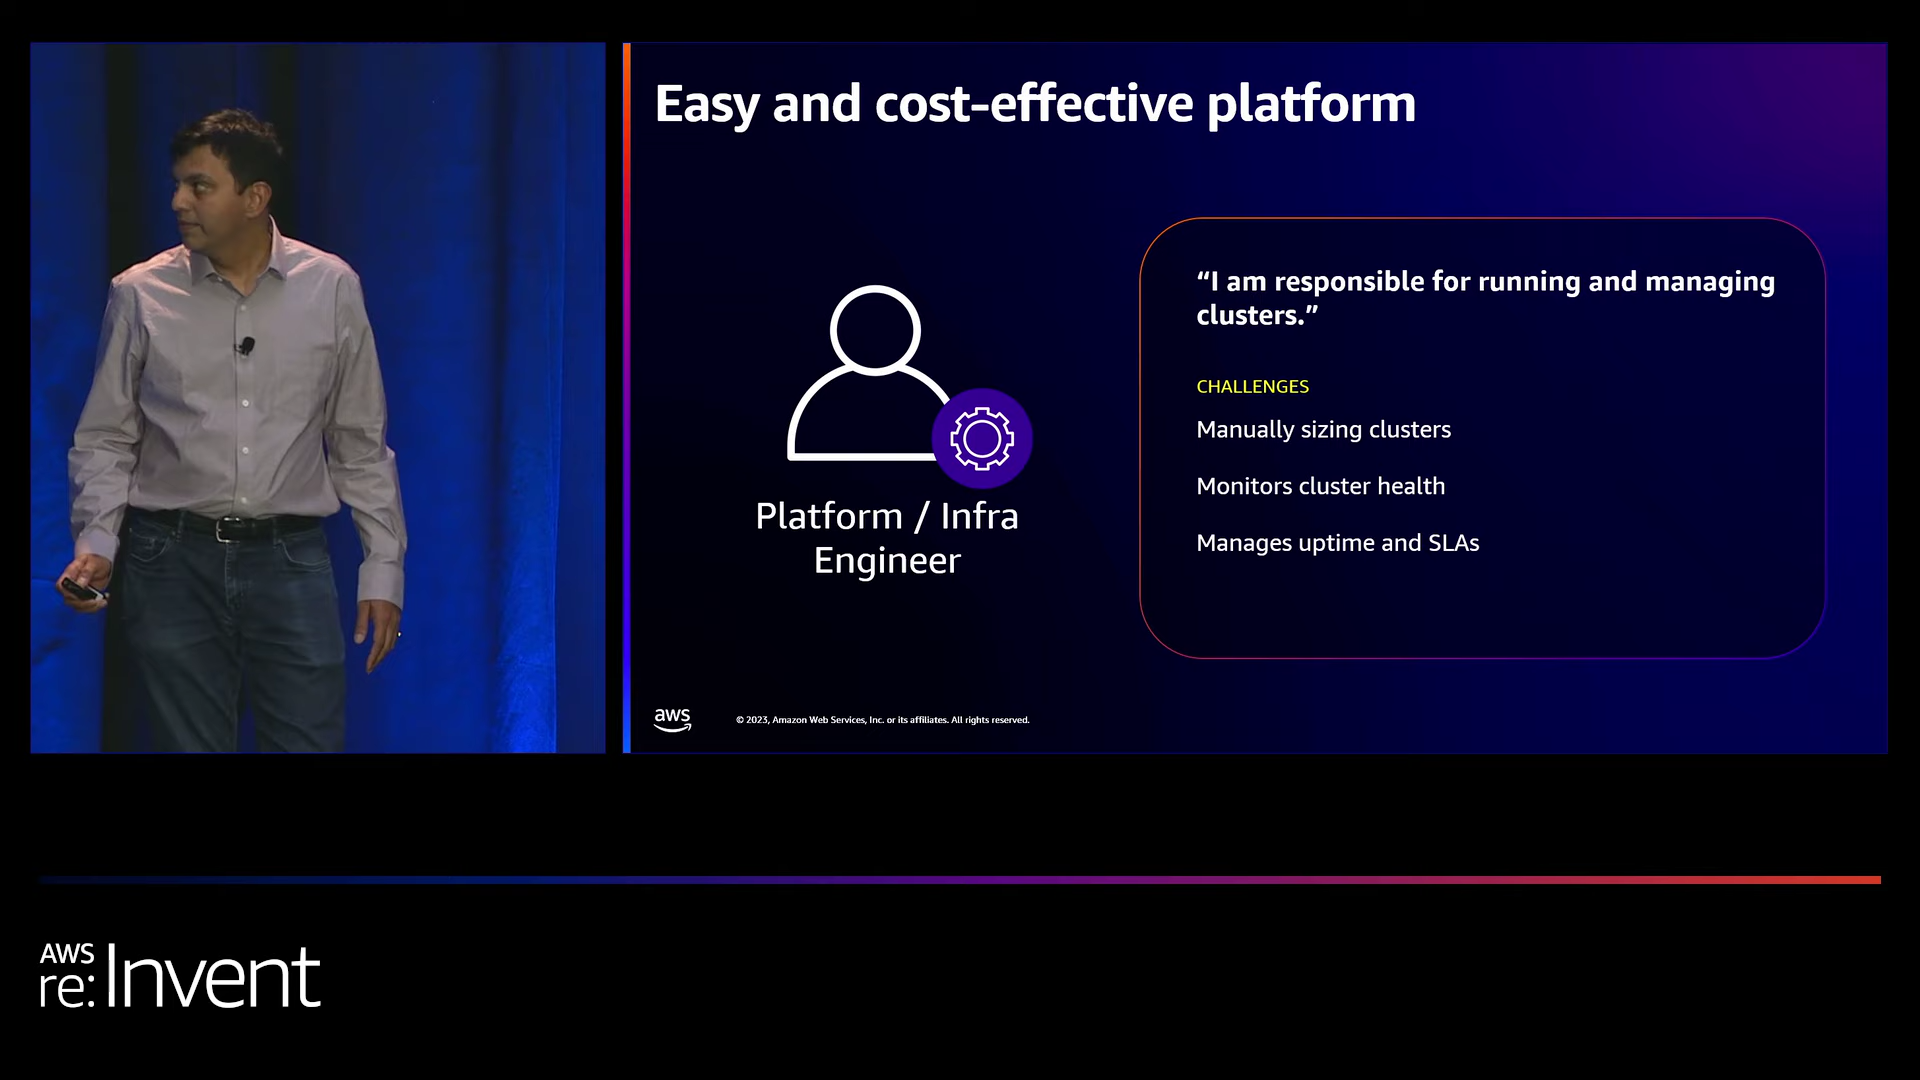 Easy and cost-effective platform
“I am responsible for running and managing
clusters.”
CHALLENGES
Manually sizing clusters
Monitors cluster health
Manages uptime and SLAs
Platform / Infra
Engineer
aws
© 2023, Amazon Web Services, Inc. or its affiliates. All rights reserved.
AWS
re:Invent